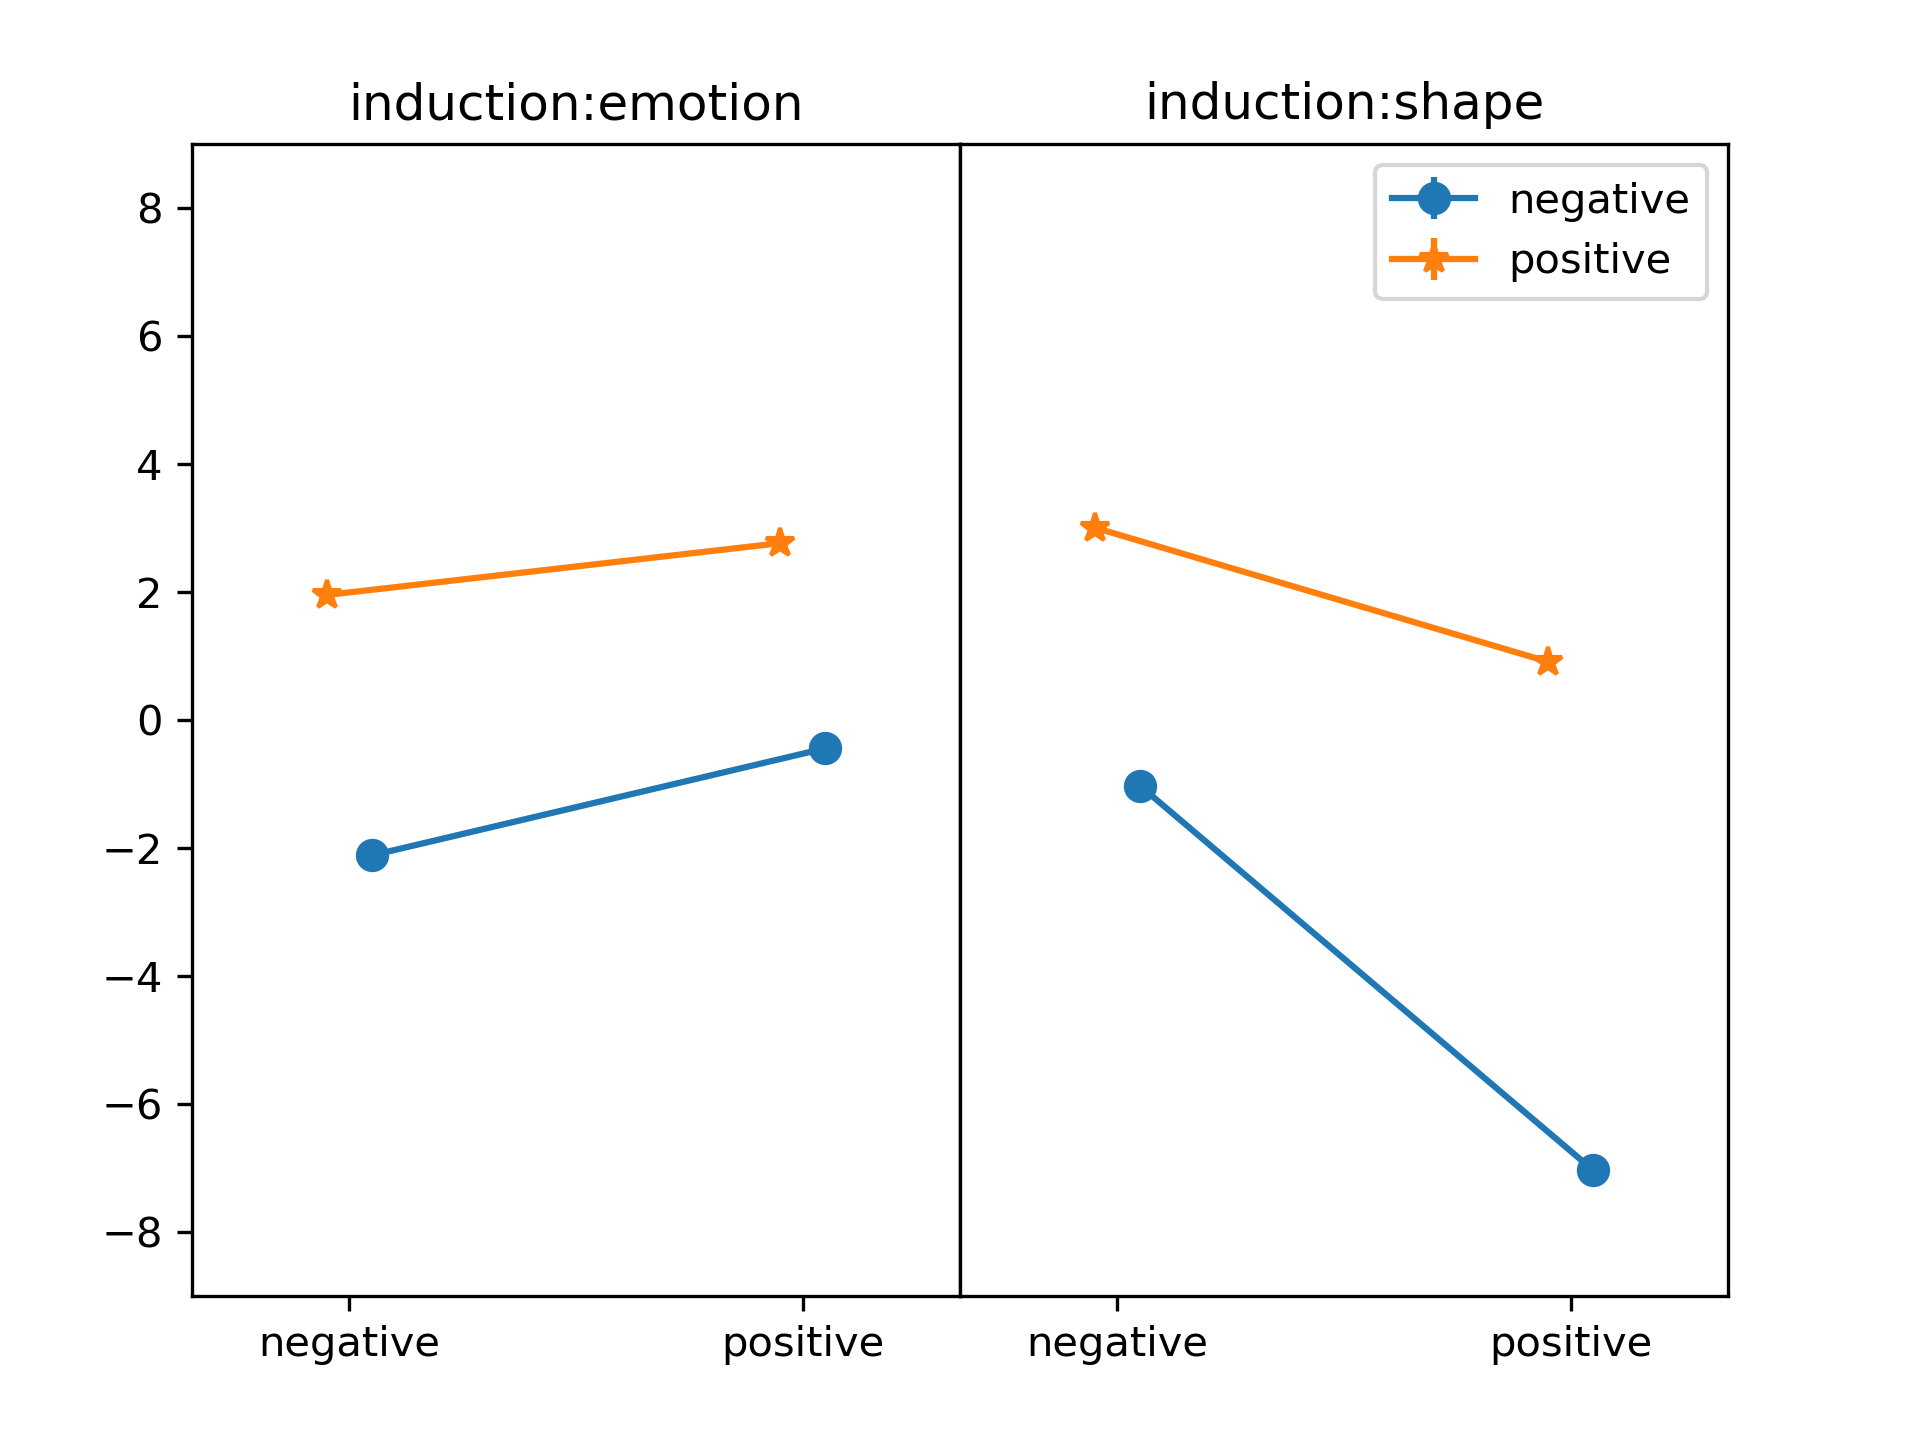 induction:emotion
induction:shape
negative
positive
8
6
4
2
0
−2
−4
−6
−8
negative
positive
negative
positive